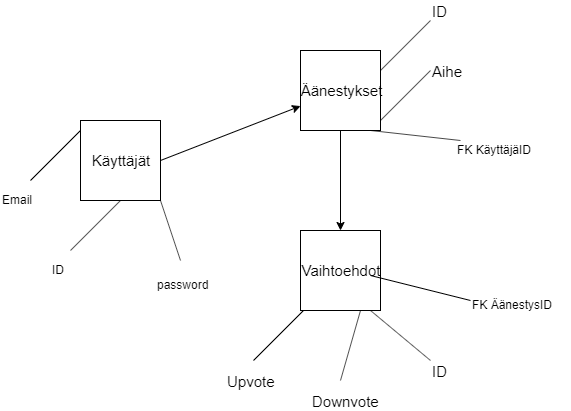 ID
Aihe
Äänestykset
FK KäyttäjäID
Käyttäjät
Email
ID
password
Vaihtoehdot
FK ÄänestysID
ID
Upvote
Downvote